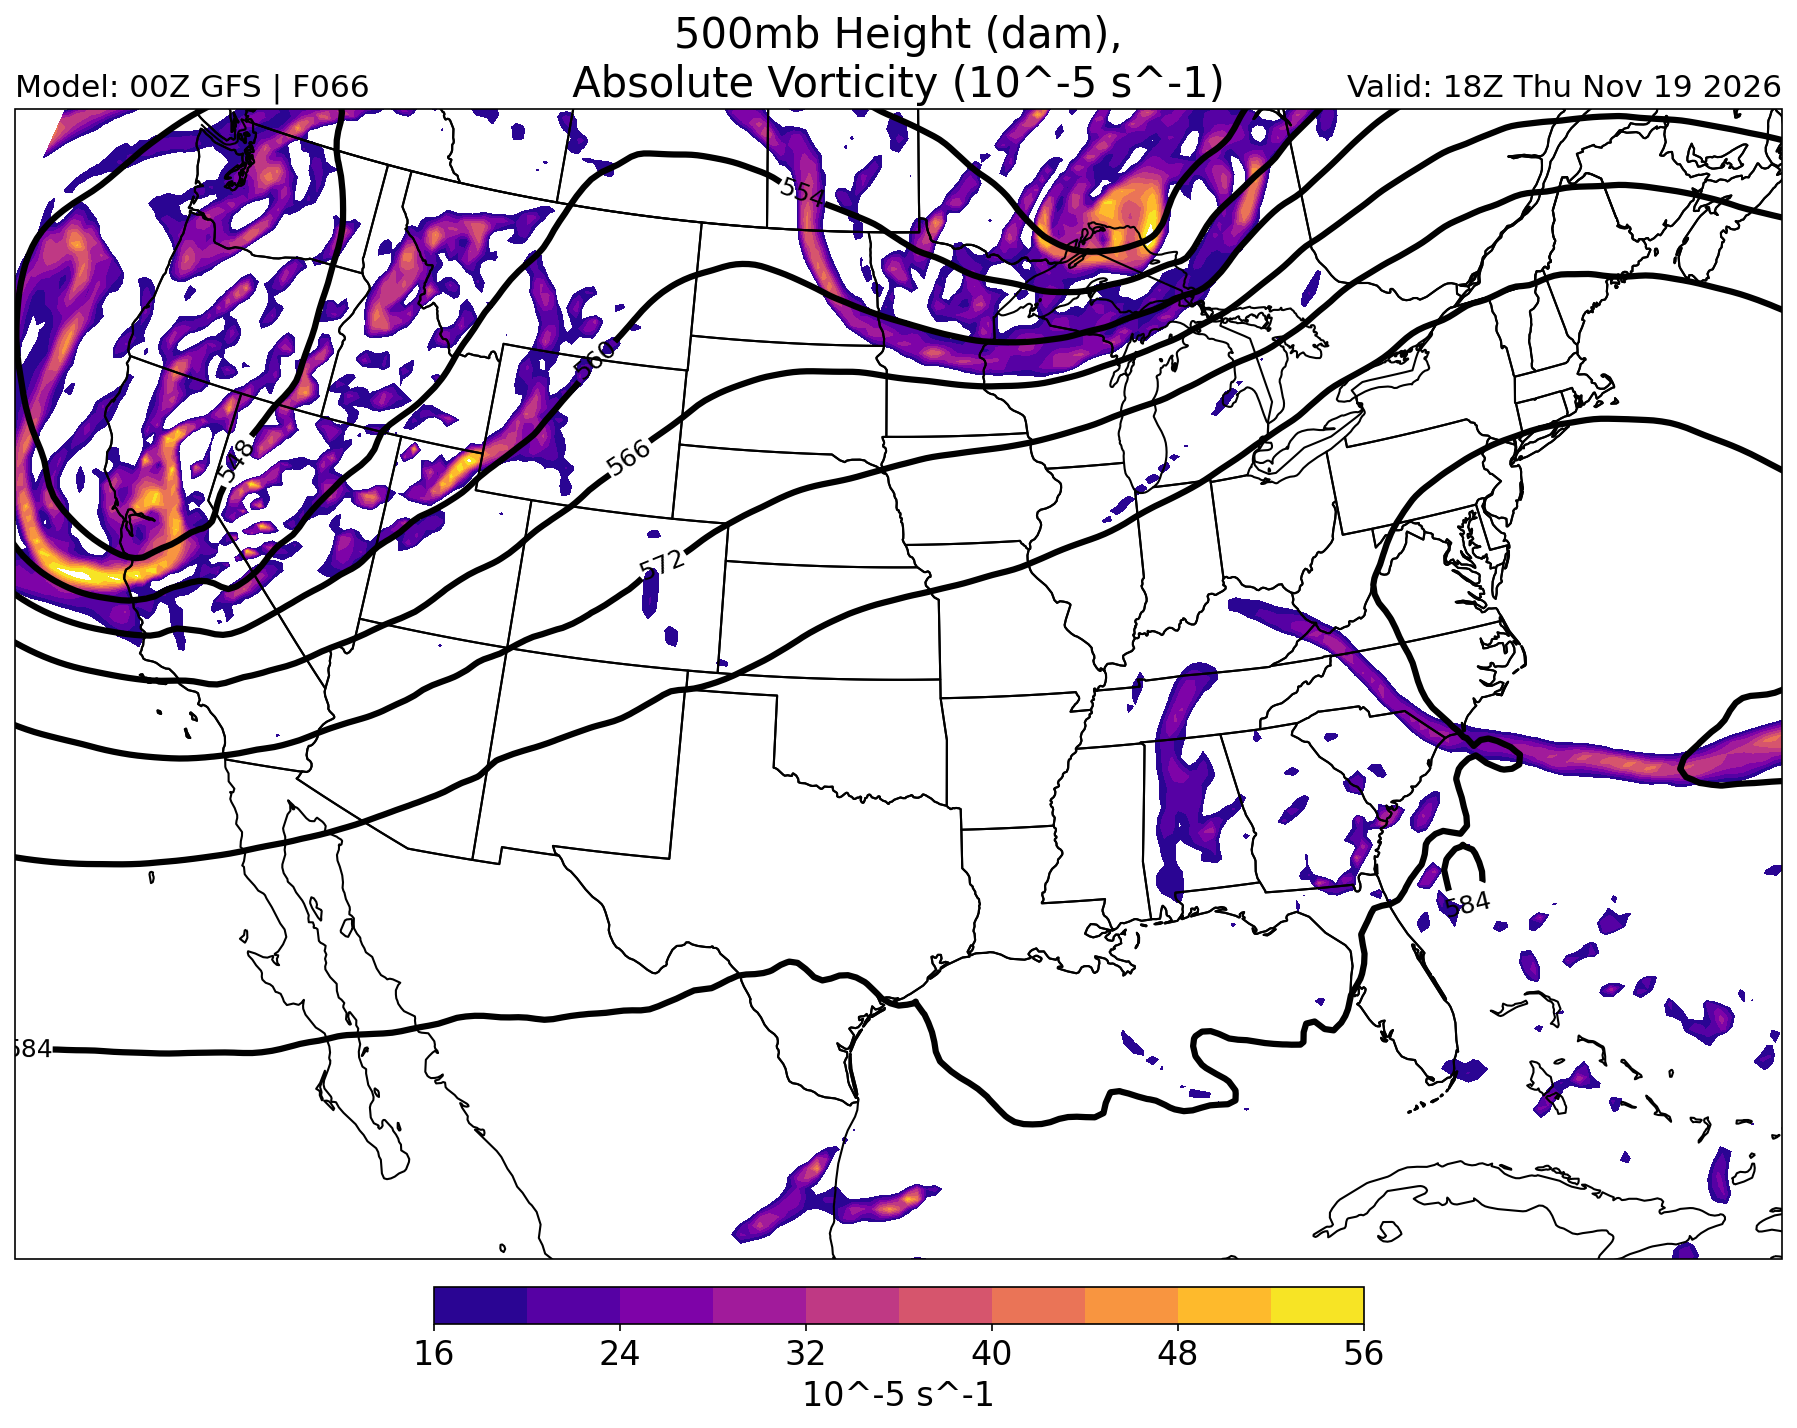 500mb Height (dam),
Model: 00Z GFS | F066
Absolute Vorticity (10^-5 s^-1)
Valid: 18Z Thu Nov 19 2026
554
548
560
566
572
584
584
16 24 32 40 48 56
10^-5 s^-1